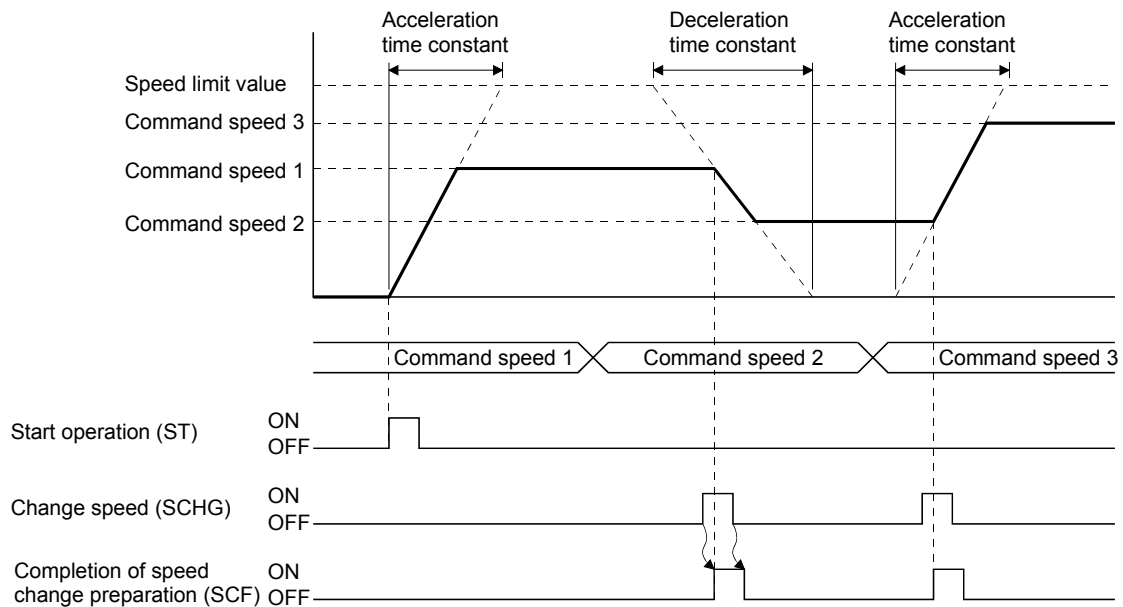 Acceleration
time constant
Deceleration
time constant
Acceleration
time constant
Speed limit value
Command speed 3
Command speed 1
Command speed 2
Command speed 1
Command speed 2
Command speed 3
Start operation (ST)
ON
OFF
Change speed (SCHG)
ON
OFF
Completion of speed
change preparation (SCF)
ON
OFF